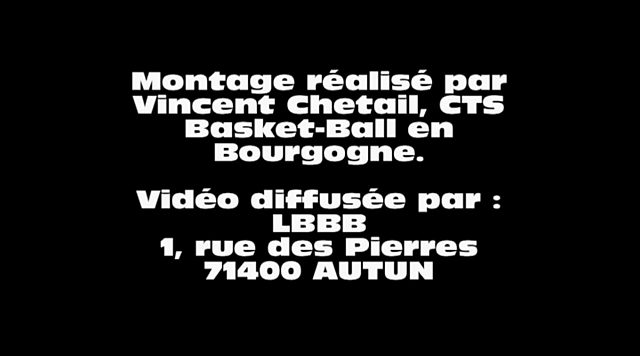 Montage réalisé par
Vincent Chetail, CTS
Basket-Ball en
Bourgogne.
Vidéo diffusée par :
LBBB
1, rue des Pierres
71400 AUTUN